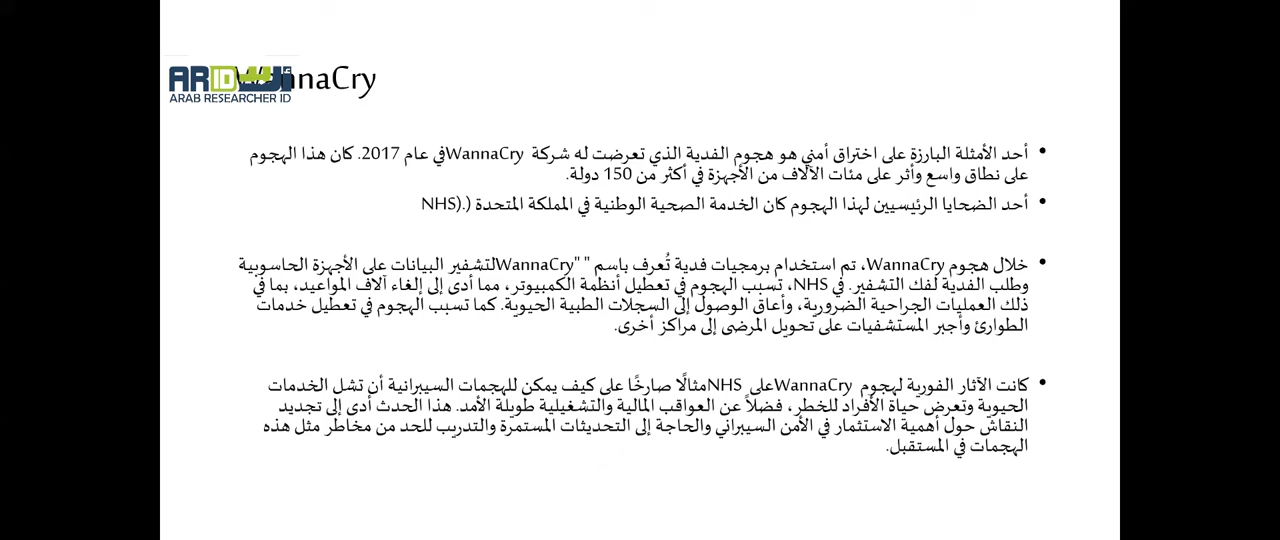 WannaCry
ARID أريد
ARAB RESEARCHER ID
• أحد الأمثلة البارزة على اختراق أمني هو هجوم الفدية الذي تعرضت له شركة WannaCryفي عام 2017. كان هذا الهجوم
على نطاق واسع وأثر على مئات الآلاف من الأجهزة في أكثر من 150 دولة.
• أحد الضحايا الرئيسيين لهذا الهجوم كان الخدمة الصحية الوطنية في المملكة المتحدة (.(NHS
• خلال هجوم WannaCry، تم استخدام برمجيات فدية تُعرف باسم " "WannaCryلتشفير البيانات على الأجهزة الحاسوبية
وطلب الفدية لفك التشفير. في NHS، تسبب الهجوم في تعطيل أنظمة الكمبيوتر، مما أدى إلى إلغاء آلاف المواعيد، بما في
ذلك العمليات الجراحية الضرورية، وأعاق الوصول إلى السجلات الطبية الحيوية. كما تسبب الهجوم في تعطيل خدمات
الطوارئ وأجبر المستشفيات على تحويل المرضى إلى مراكز أخرى.
• كانت الآثار الفورية لهجوم WannaCryعلى NHSمثالًا صارخًا على كيف يمكن للهجمات السيبرانية أن تشل الخدمات
الحيوية وتعرض حياة الأفراد للخطر، فضلاً عن العواقب المالية والتشغيلية طويلة الأمد. هذا الحدث أدى إلى تجديد
النقاش حول أهمية الاستثمار في الأمن السيبراني والحاجة إلى التحديثات المستمرة والتدريب للحد من مخاطر مثل هذه
الهجمات في المستقبل.